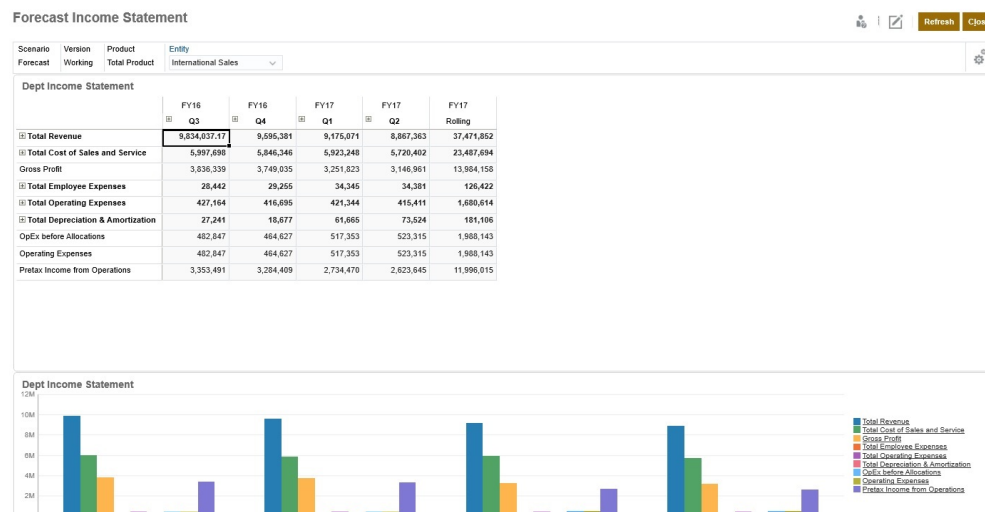 Forecast Income Statement
Refresh Clos
Scenario Version Product Entity
Forecast Working Total Product International Sales
Dept Income Statement
FY16 FY16 FY17 FY17 FY17
Q3 Q4 Q1 Q2 Rolling
Total Revenue 9,834,037.17 9,595,381 9,175,071 8,867,363 37,471,852
Total Cost of Sales and Service 5,997,698 5,846,346 5,923,248 5,720,402 23,487,694
Gross Profit 3,836,339 3,749,035 3,251,823 3,146,961 13,984,158
Total Employee Expenses 28,442 29,255 34,345 34,381 126,422
Total Operating Expenses 427,164 416,695 421,344 415,411 1,680,614
Total Depreciation & Amortization 27,241 18,677 61,665 73,524 181,106
OpEx before Allocations 482,847 464,627 517,353 523,315 1,988,143
Operating Expenses 482,847 464,627 517,353 523,315 1,988,143
Pretax Income from Operations 3,353,491 3,284,409 2,734,470 2,623,645 11,996,015
Dept Income Statement
12M
10M
8M
6M
4M
2M
Total Revenue
Total Cost of Sales and Service
Gross Profit
Total Employee Expenses
Total Operating Expenses
Total Depreciation & Amortization
OpEx before Allocations
Operating Expenses
Pretax Income from Operations